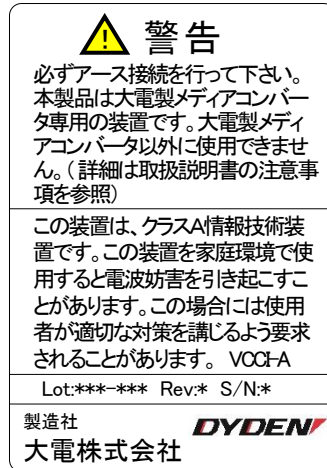 警告
必ずアース接続を行って下さい。
本製品は大電製メディアコンバー
タ専用の装置です。大電製メディ
アコンバータ以外に使用できませ
ん。(詳細は取扱説明書の注意事
項を参照)
この装置は、クラスA情報技術装
置です。この装置を家庭環境で使
用すると電波妨害を引き起こすこ
とがあります。この場合には使用
者が適切な対策を講じるよう要求
されることがあります。 VCCI-A
Lot:***-*** Rev:* S/N:*
製造社
DYDEN
大電株式会社